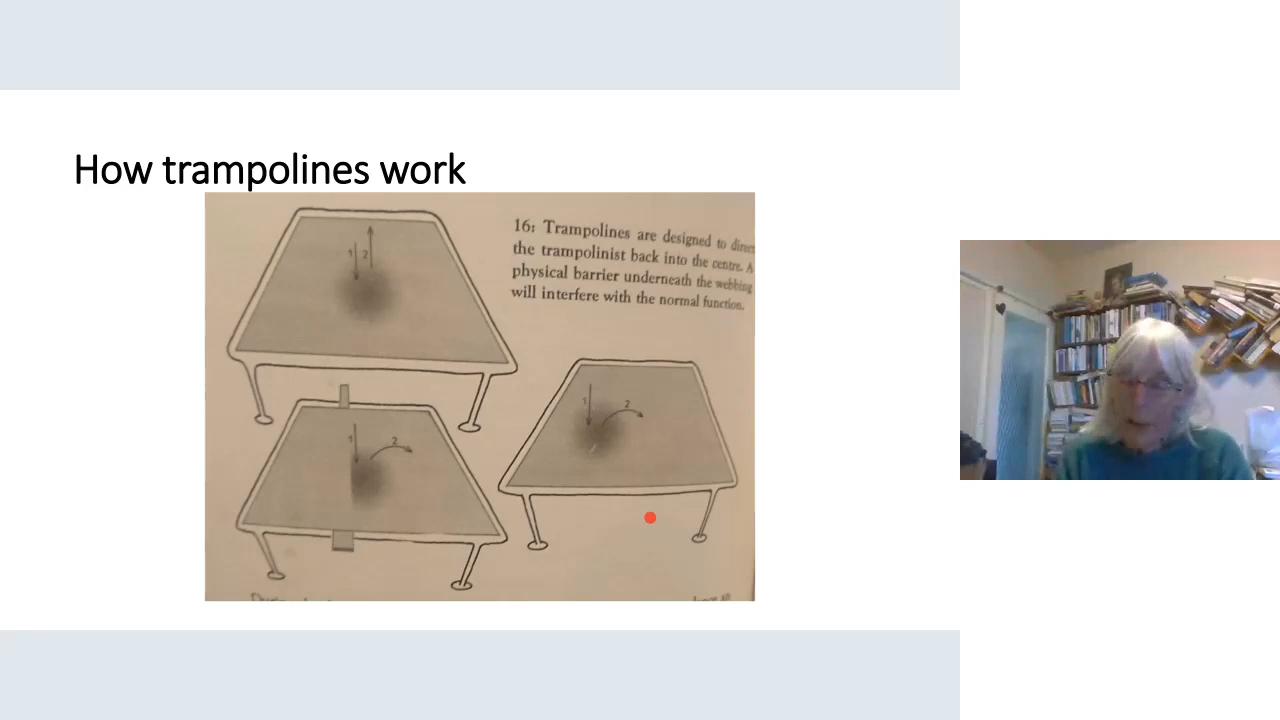 How trampolines work
16: Trampolines are designed to
the trampolinist back into the centre. A
physical barrier underneath the webbing
will interfere with the normal function.
1 2
1 2
1 2